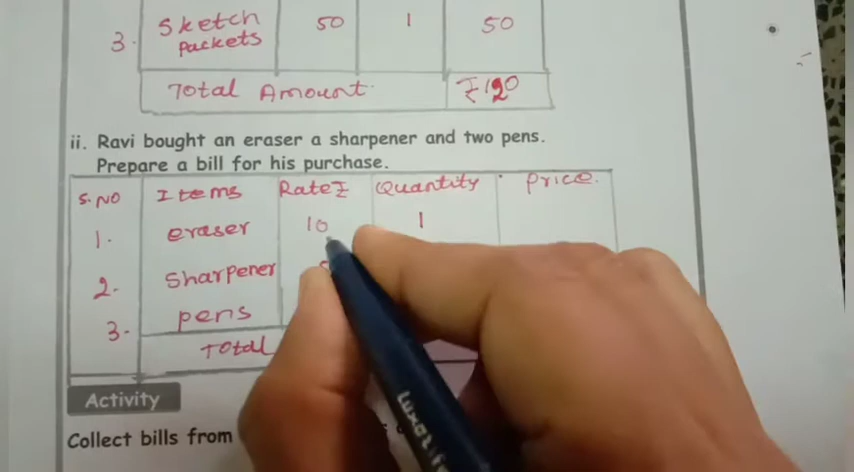 3. Sketch packets 50 1 50
Total Amount. ₹120
ii. Ravi bought an eraser a sharpener and two pens.
Prepare a bill for his purchase.
S.NO Items Rate₹ Quantity Price.
1. eraser 10 1
2. Sharpener
3. pens
Total
Activity
Collect bills from